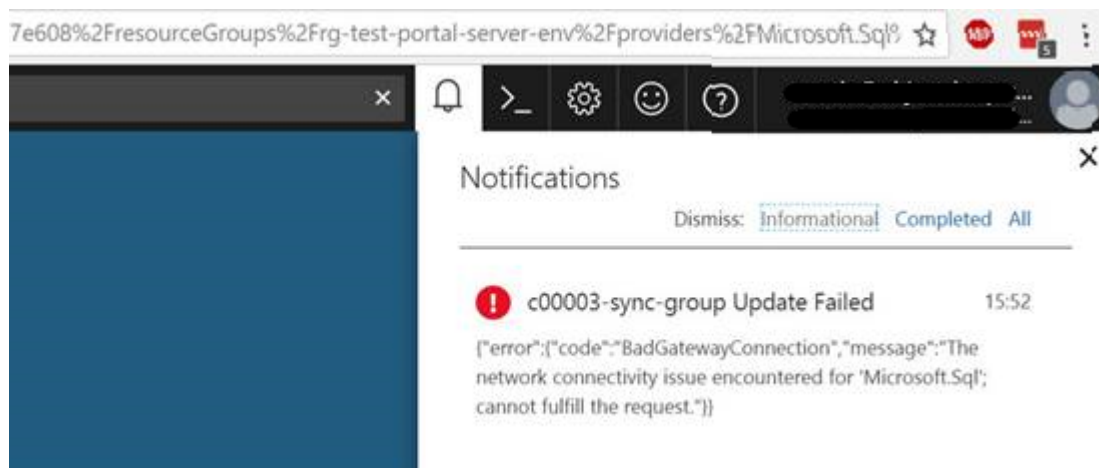 7e608%2FresourceGroups%2Frg-test-portal-server-env%2Fproviders%2FMicrosoft.Sql%
5
Notifications
Dismiss: Informational Completed All
c00003-sync-group Update Failed 15:52
{"error":{"code":"BadGatewayConnection","message":"The
network connectivity issue encountered for 'Microsoft.Sql';
cannot fulfill the request."}}